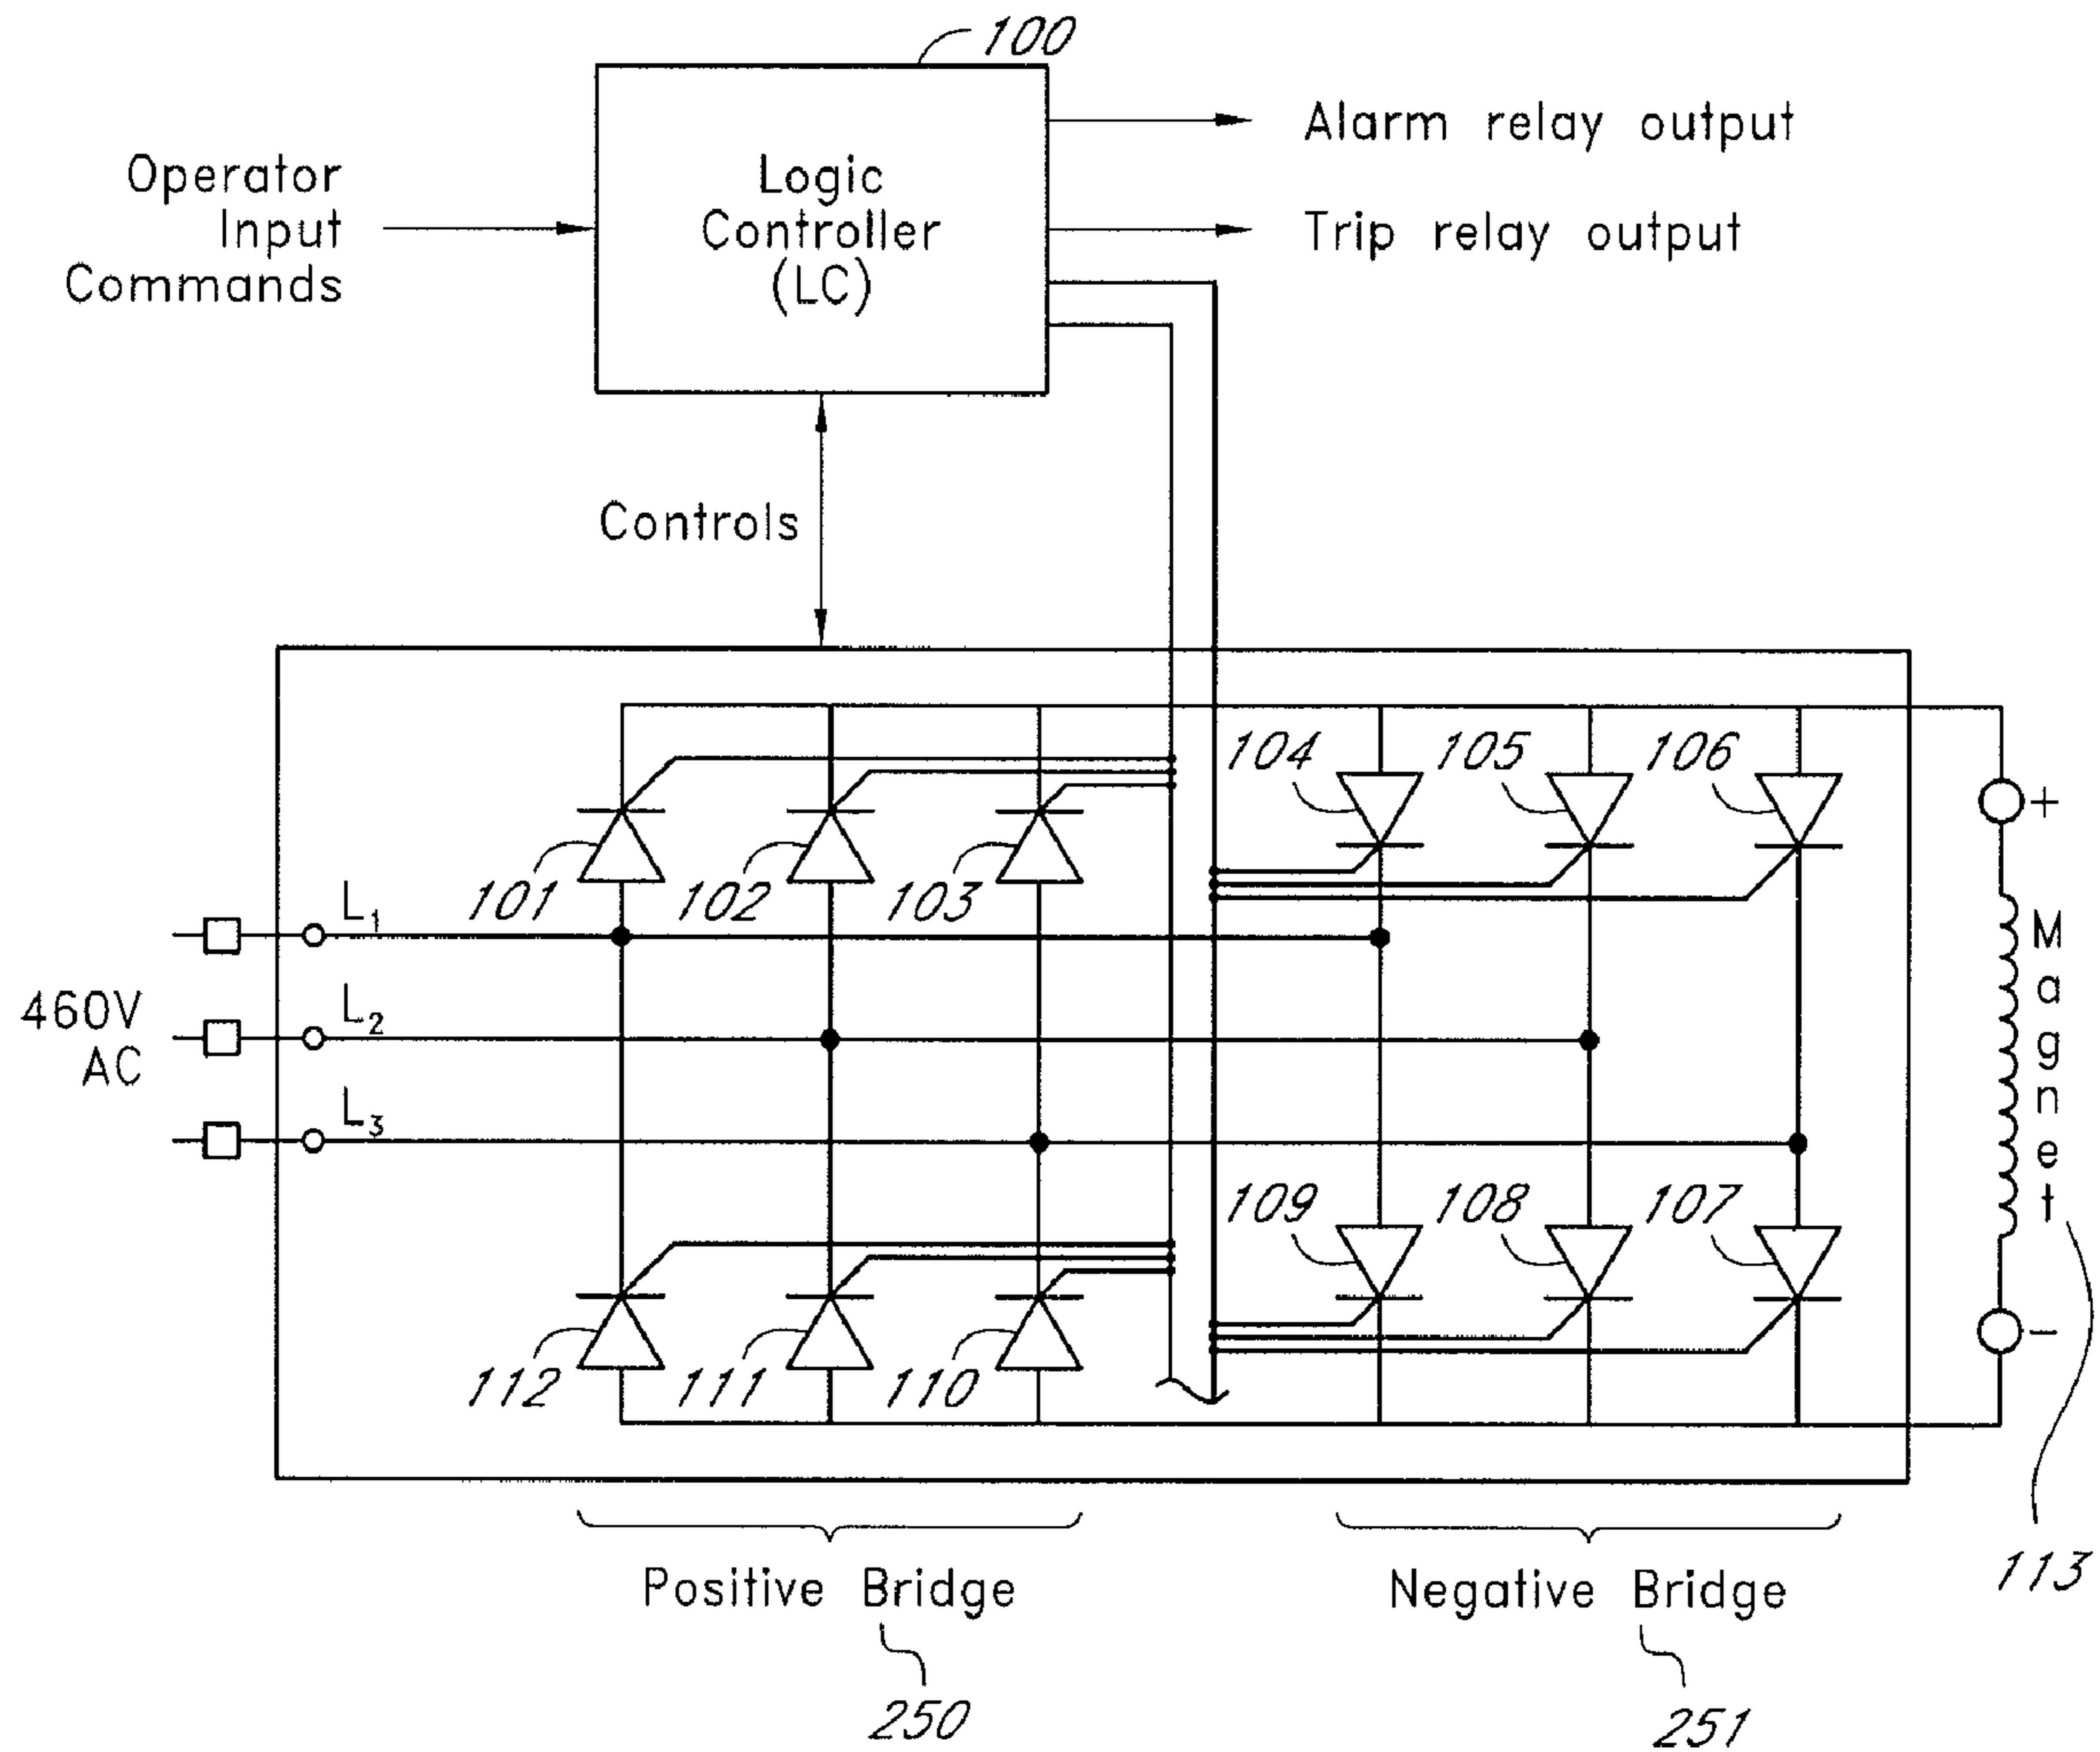 100
Alarm relay output
Operator
Input
Commands
Logic
Controller
(LC)
Trip relay output
Controls
104
105
106
+
101
102
103
L1
Magnet
460V
AC
L2
L3
109
108
107
112
111
110
-
Positive Bridge
Negative Bridge
113
250
251